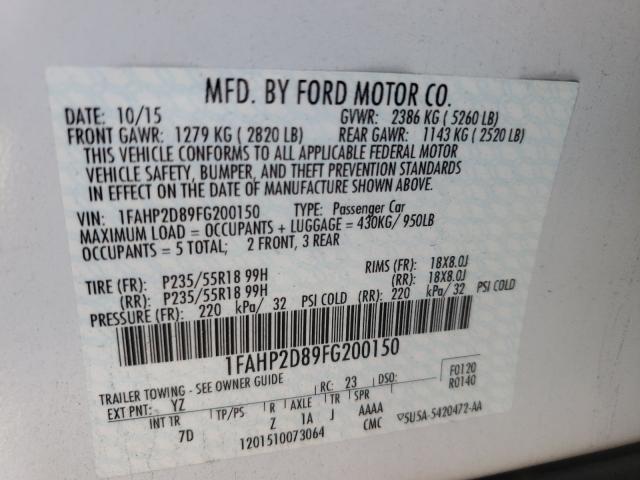 MFD. BY FORD MOTOR CO.
DATE: 10/15 GVWR: 2386 KG ( 5260 LB)
FRONT GAWR: 1279 KG ( 2820 LB) REAR GAWR: 1143 KG ( 2520 LB)
THIS VEHICLE CONFORMS TO ALL APPLICABLE FEDERAL MOTOR
VEHICLE SAFETY, BUMPER, AND THEFT PREVENTION STANDARDS
IN EFFECT ON THE DATE OF MANUFACTURE SHOWN ABOVE.
VIN: 1FAHP2D89FG200150 TYPE: Passenger Car
MAXIMUM LOAD = OCCUPANTS + LUGGAGE = 430KG/ 950LB
OCCUPANTS = 5 TOTAL; 2 FRONT, 3 REAR
TIRE (FR): P235/55R18 99H RIMS (FR): 18X8.0J
(RR): P235/55R18 99H (RR): 18X8.0J
PRESSURE (FR): 220 kPa/ 32 PSI COLD (RR): 220 kPa/ 32 PSI COLD
1FAHP2D89FG200150
TRAILER TOWING - SEE OWNER GUIDE RC: 23 DSO: F0120
EXT PNT: YZ R0140
INT TR TP/PS R AXLE TR SPR
7D Z 1A J AAAA
1201510073064 CMC ▽5USA-5420472-AA